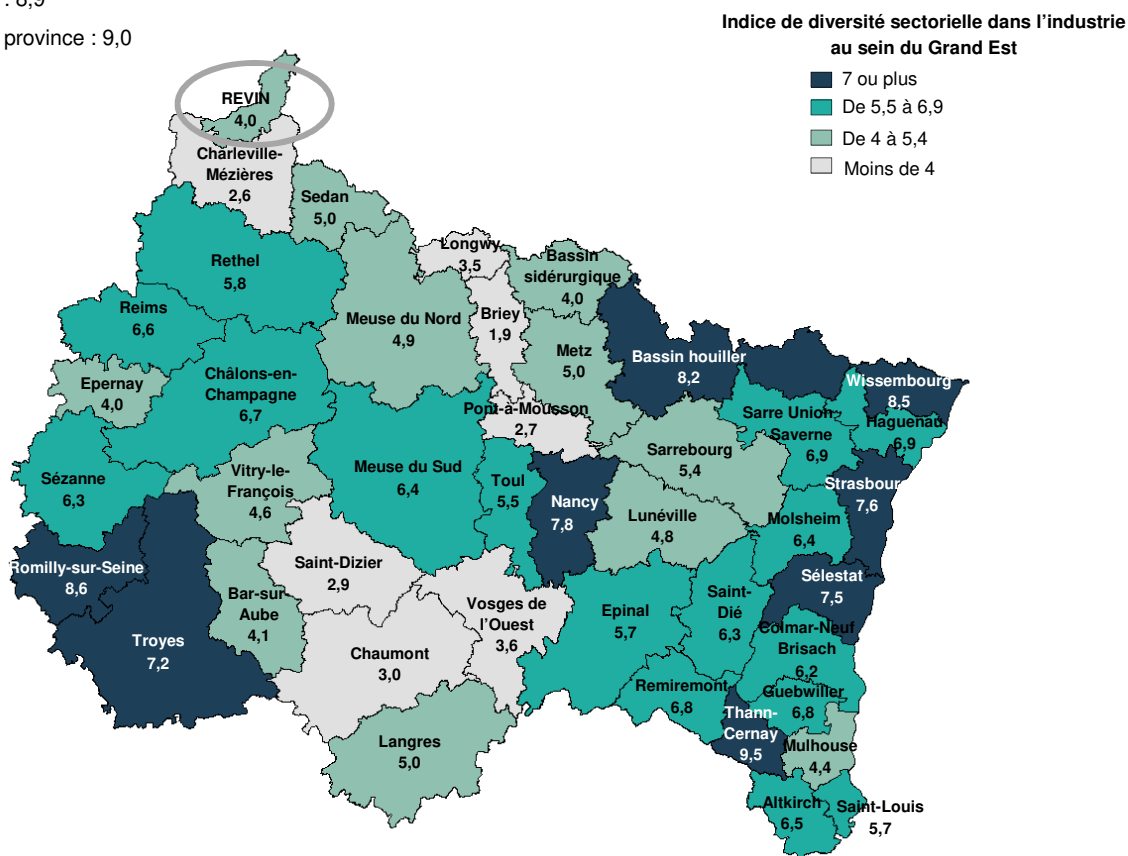 : 8,9
province : 9,0
Indice de diversité sectorielle dans l'industrie
au sein du Grand Est
7 ou plus
De 5,5 à 6,9
De 4 à 5,4
Moins de 4
REVIN
4,0
Charleville-
Mézières
2,6
Sedan
5,0
Longwy
3,5
Bassin
sidérurgique
4,0
Rethel
5,8
Reims
6,6
Meuse du Nord
4,9
Briey
1,9
Metz
5,0
Bassin houiller
8,2
Wissembourg
8,5
Epernay
4,0
Châlons-en-
Champagne
6,7
Pont-à-Mousson
2,7
Sarre Union-
Saverne
6,9
Haguenau
6,9
Sarrebourg
5,4
Sézanne
6,3
Vitry-le-
François
4,6
Meuse du Sud
6,4
Toul
5,5
Nancy
7,8
Lunéville
4,8
Strasbour
7,6
Molsheim
6,4
Romilly-sur-Seine
8,6
Saint-Dizier
2,9
Bar-sur
Aube
4,1
Vosges de
l'Ouest
3,6
Epinal
5,7
Saint-
Dié
6,3
Sélestat
7,5
Troyes
7,2
Chaumont
3,0
Colmar-Neuf
Brisach
6,2
Remiremont
6,8
Guebwiller
6,8
Thann-
Cernay
9,5
Mulhouse
4,4
Langres
5,0
Altkirch
6,5
Saint-Louis
5,7